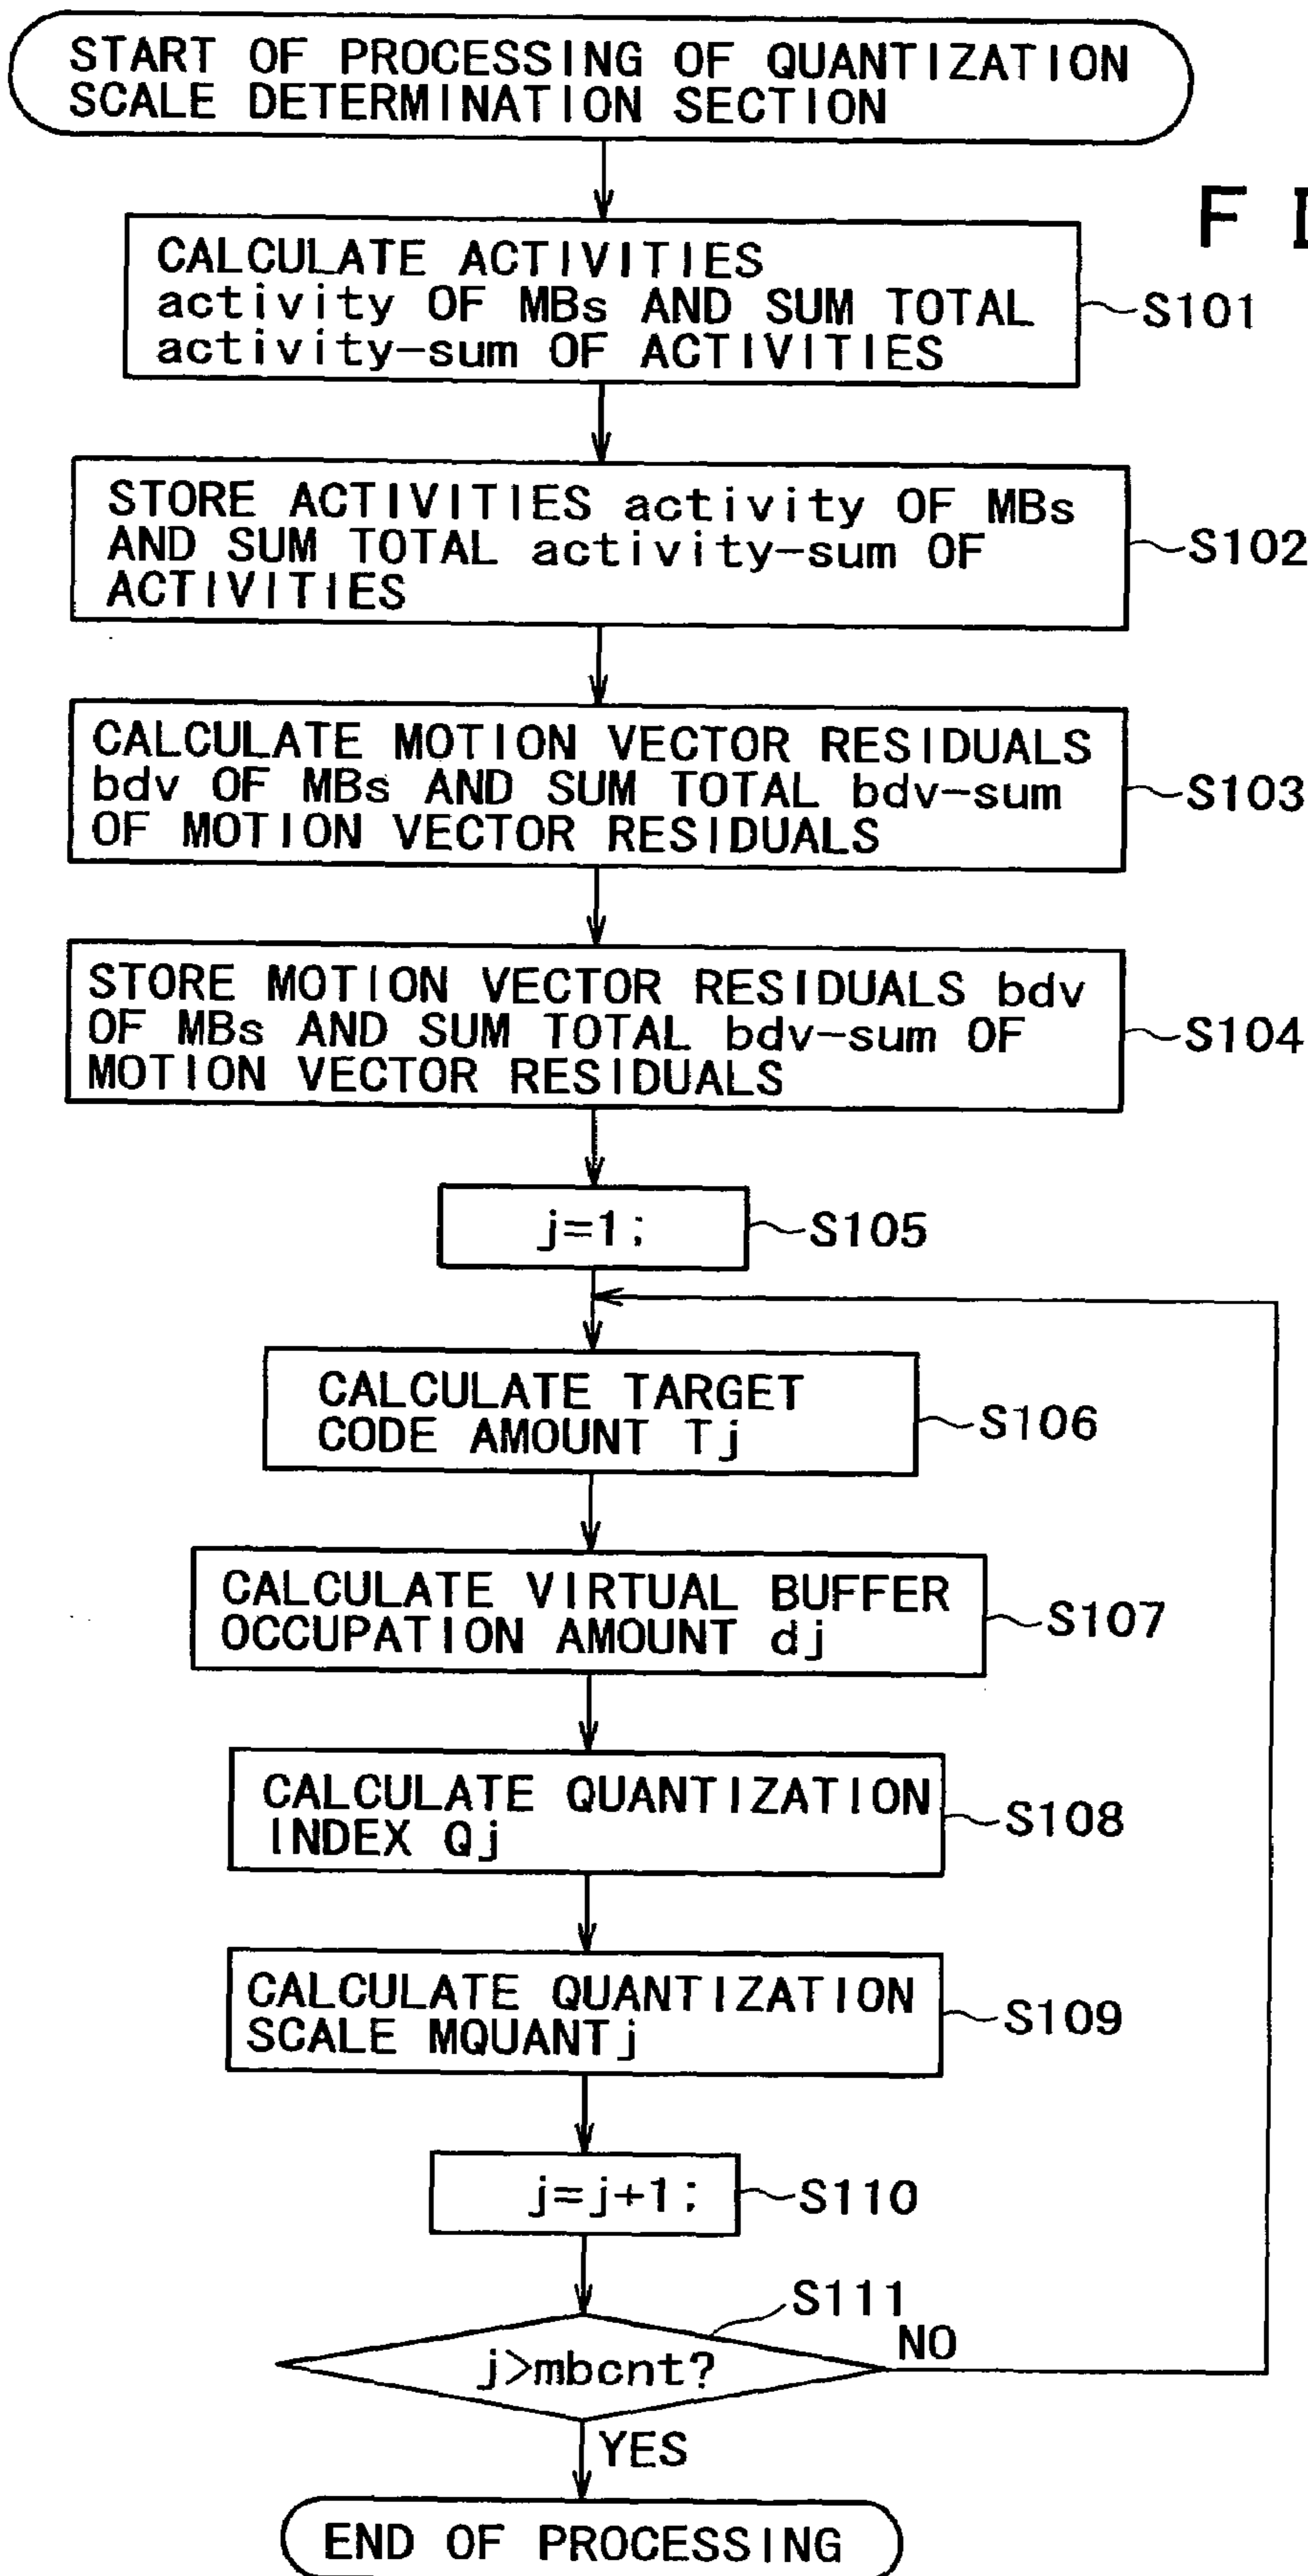 START OF PROCESSING OF QUANTIZATION
SCALE DETERMINATION SECTION
F I
CALCULATE ACTIVITIES
activity OF MBs AND SUM TOTAL
activity-sum OF ACTIVITIES
S101
STORE ACTIVITIES activity OF MBs
AND SUM TOTAL activity-sum OF
ACTIVITIES
S102
CALCULATE MOTION VECTOR RESIDUALS
bdv OF MBs AND SUM TOTAL bdv-sum
OF MOTION VECTOR RESIDUALS
S103
STORE MOTION VECTOR RESIDUALS bdv
OF MBs AND SUM TOTAL bdv-sum OF
MOTION VECTOR RESIDUALS
S104
j=1;
S105
CALCULATE TARGET
CODE AMOUNT Tj
S106
CALCULATE VIRTUAL BUFFER
OCCUPATION AMOUNT dj
S107
CALCULATE QUANTIZATION
INDEX Qj
S108
CALCULATE QUANTIZATION
SCALE MQUANTj
S109
j=j+1;
S110
S111
j>mbcnt?
NO
YES
END OF PROCESSING